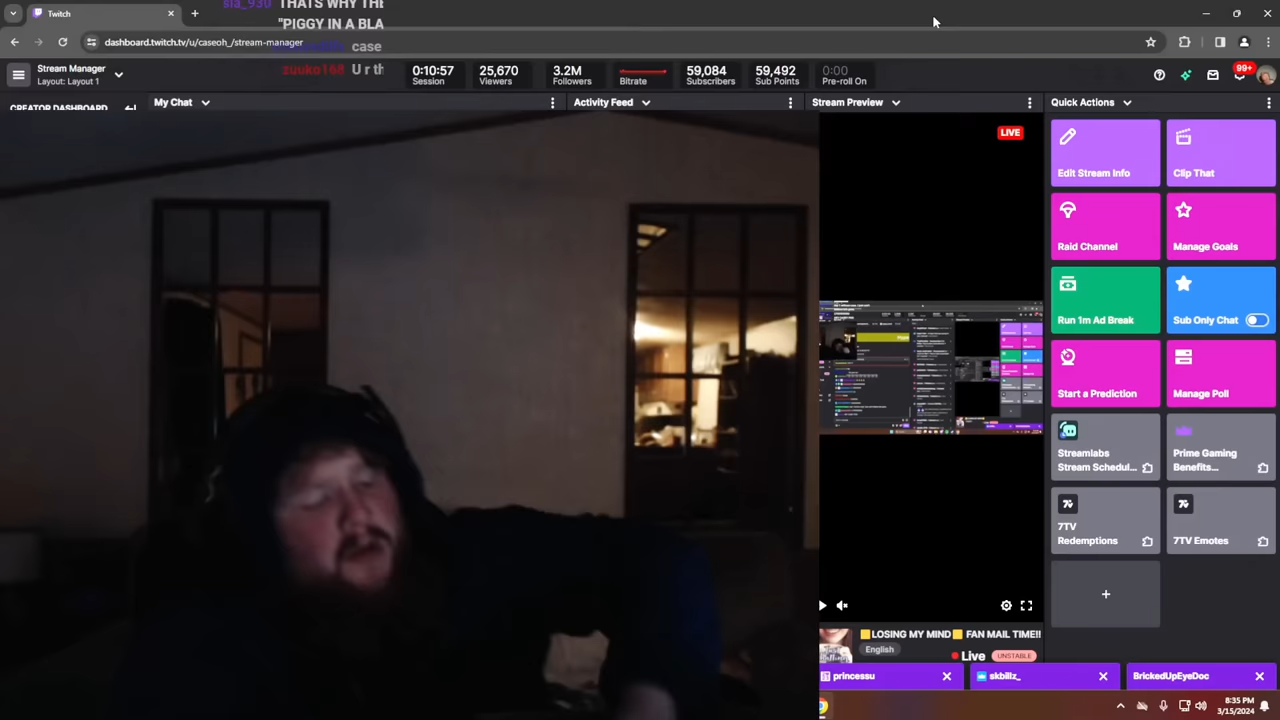 Twitch
sla_930 THATS WHY THE
"PIGGY IN A BLA
case
zuuko168 U r th
dashboard.twitch.tv/u/caseoh_/stream-manager
Stream Manager
Layout: Layout 1
0:10:57
Session
25,670
Viewers
3.2M
Followers
Bitrate
59,084
Subscribers
59,492
Sub Points
0:00
Pre-roll On
99+
CREATOR DASHBOARD
My Chat
Activity Feed
Stream Preview
Quick Actions
LIVE
Edit Stream Info
Clip That
Raid Channel
Manage Goals
Run 1m Ad Break
Sub Only Chat
Start a Prediction
Manage Poll
Streamlabs
Stream Schedul...
Prime Gaming
Benefits...
7TV
Redemptions
7TV Emotes
LOSING MY MIND FAN MAIL TIME!!
English
Live
UNSTABLE
princessu
skbillz_
BrickedUpEyeDoc
8:35 PM
3/15/2024